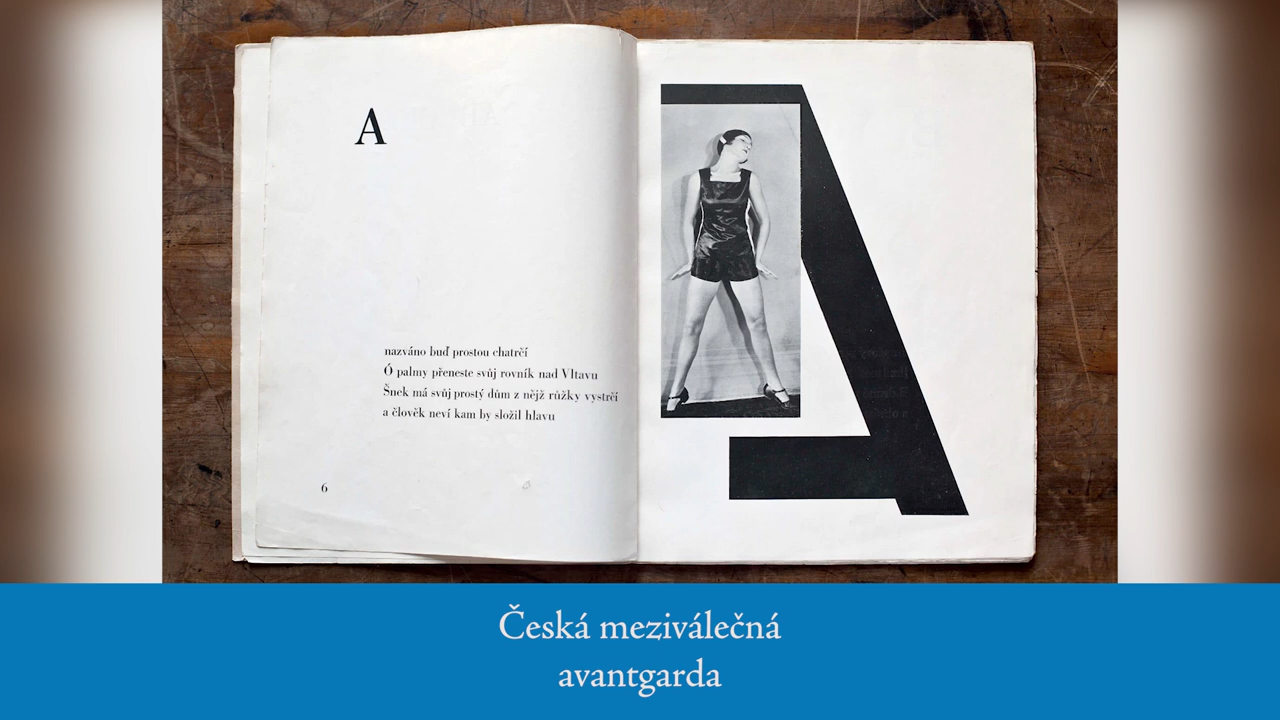 A
nazváno buď prostou chatrčí
Ó palmy přeneste svůj rovník nad Vltavu
Šnek má svůj prostý dům z nějž růžky vystrčí
a člověk neví kam by složil hlavu
6
A
Česká meziválečná
avantgarda